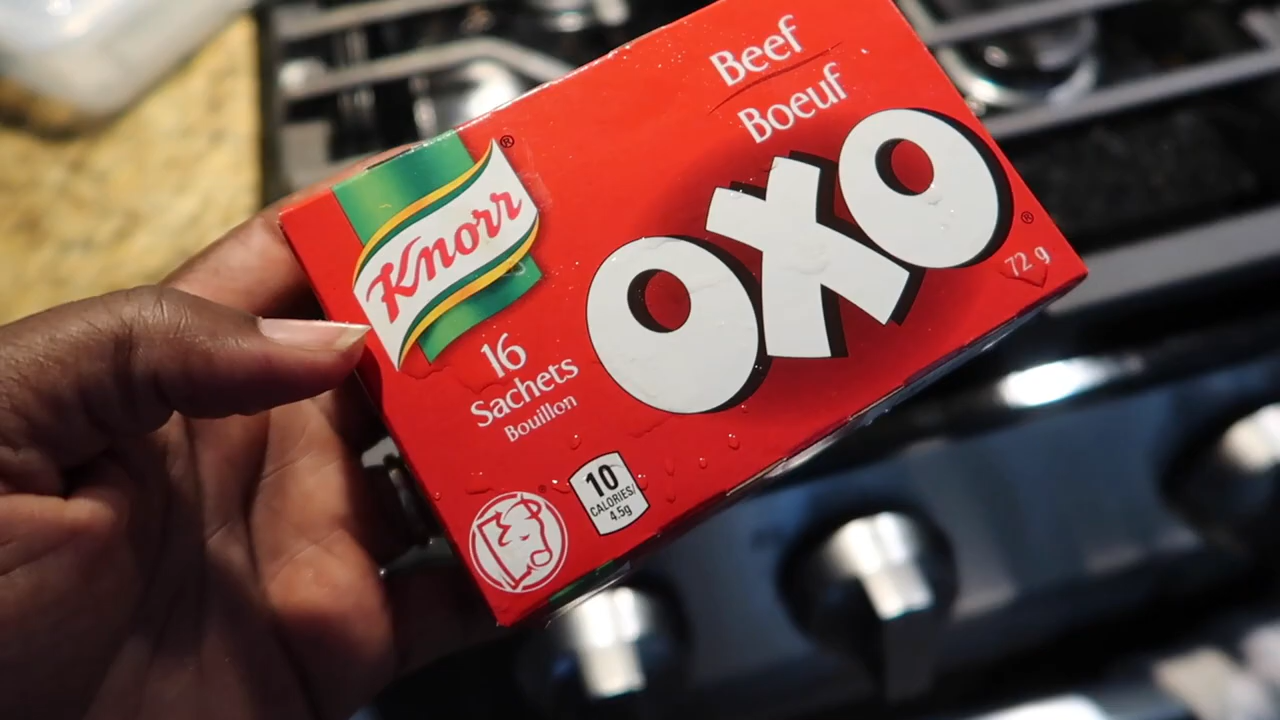 Beef
Boeuf
Knorr®
OXO®
72 g
16
Sachets
Bouillon
10
CALORIES/
4.5g